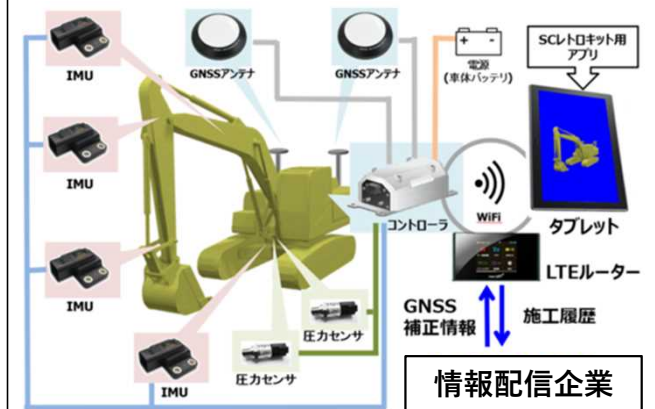 IMU
GNSSアンテナ
GNSSアンテナ
+ -
電源
(車体バッテリ)
SCレトロキット用
アプリ
IMU
IMU
IMU
コントローラ
WiFi
タブレット
LTEルーター
圧力センサ
圧力センサ
GNSS
補正情報
施工履歴
情報配信企業